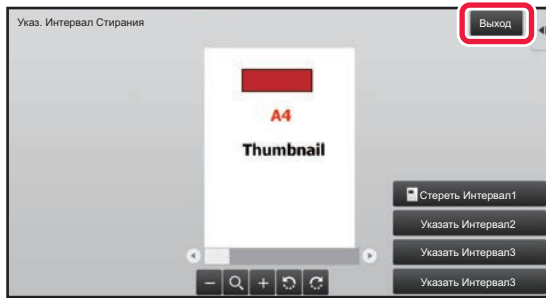 Указ. Интервал Стирания
Выход
A4
Thumbnail
Стереть Интервал1
Указать Интервал2
Указать Интервал3
Указать Интервал3